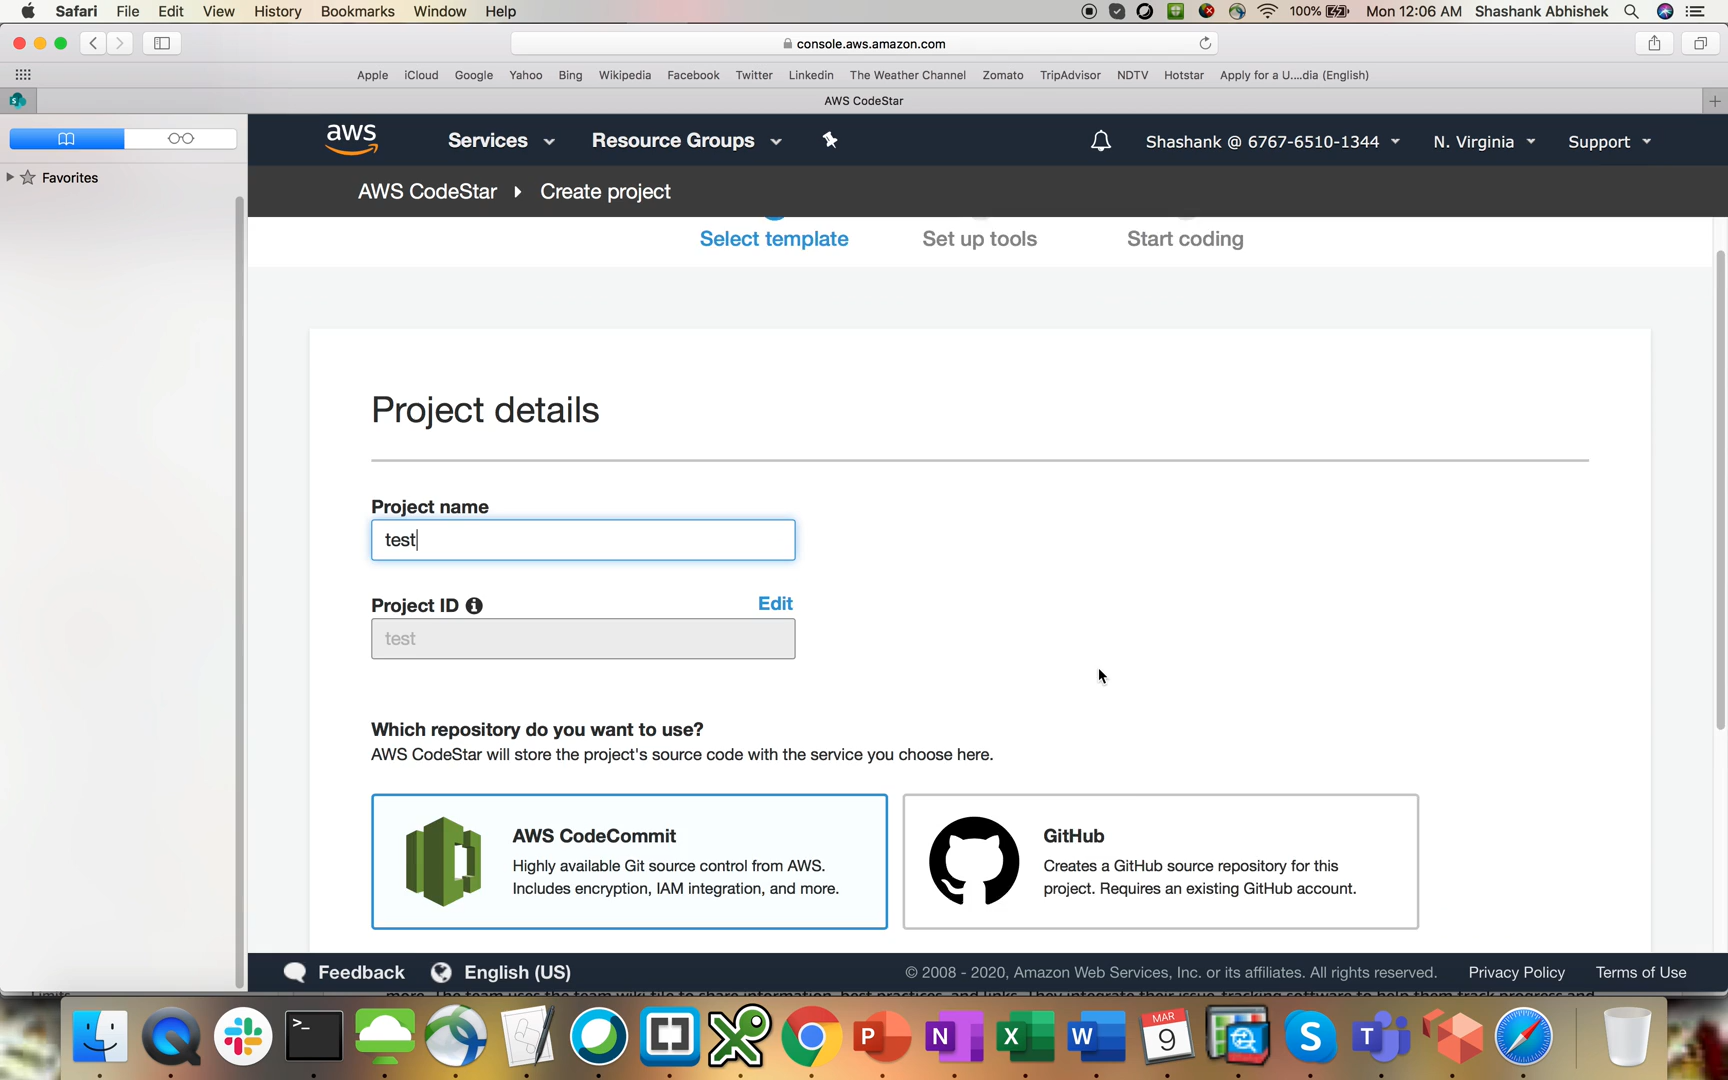 Safari File Edit View History Bookmarks Window Help 100% Mon 12:06 AM Shashank Abhishek
console.aws.amazon.com
Apple iCloud Google Yahoo Bing Wikipedia Facebook Twitter Linkedin The Weather Channel Zomato TripAdvisor NDTV Hotstar Apply for a U....dia (English)
AWS CodeStar
Favorites
aws Services Resource Groups Shashank @ 6767-6510-1344 N. Virginia Support
AWS CodeStar Create project
Select template Set up tools Start coding
Project details
Project name
test
Project ID Edit
test
Which repository do you want to use?
AWS CodeStar will store the project's source code with the service you choose here.
AWS CodeCommit
Highly available Git source control from AWS.
Includes encryption, IAM integration, and more.
GitHub
Creates a GitHub source repository for this
project. Requires an existing GitHub account.
Feedback English (US) © 2008 - 2020, Amazon Web Services, Inc. or its affiliates. All rights reserved. Privacy Policy Terms of Use
MAR
9